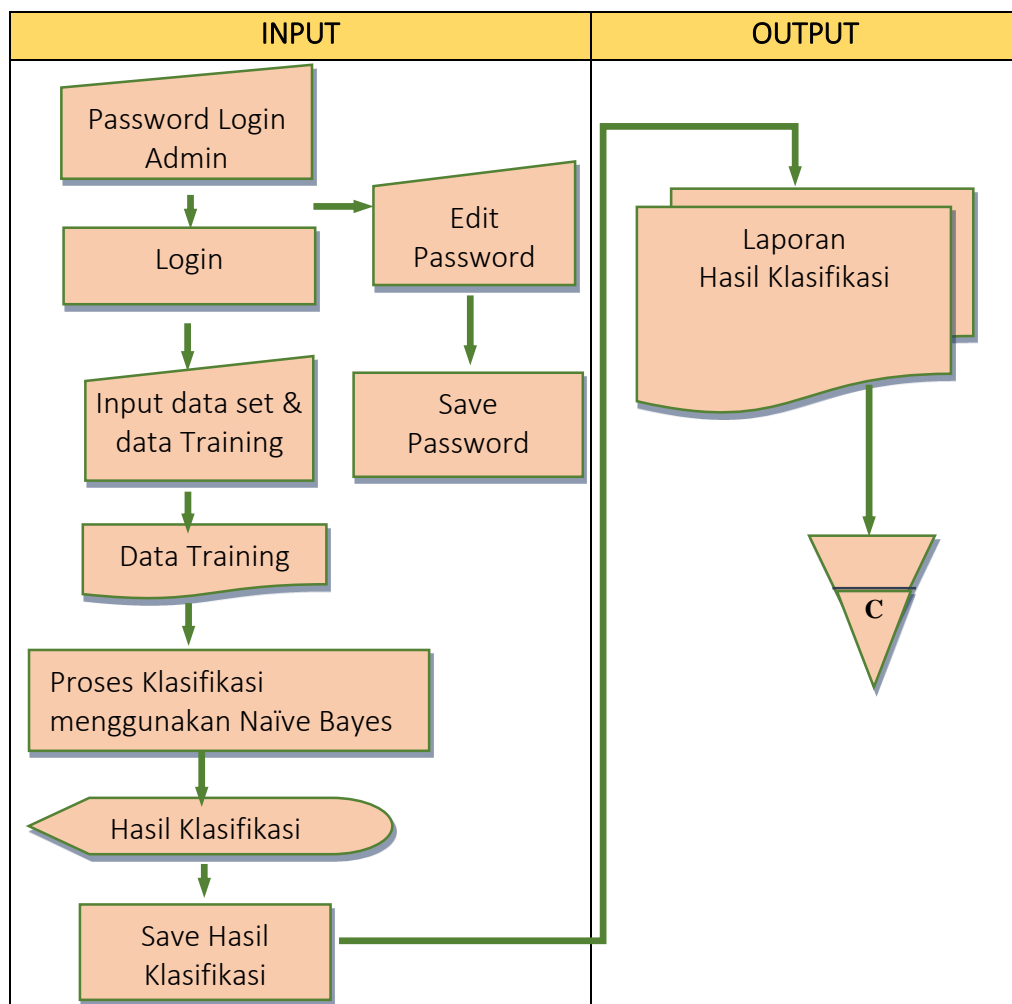 INPUT
OUTPUT
Password Login
Admin
Edit
Password
Login
Input data set &
data Training
Save
Password
Data Training
Proses Klasifikasi
menggunakan Naïve Bayes
Hasil Klasifikasi
Save Hasil
Klasifikasi
Laporan
Hasil Klasifikasi
C